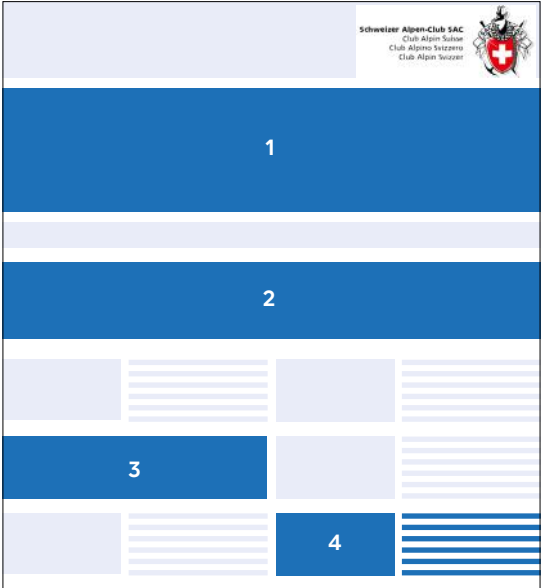 Schweizer Alpen-Club SAC
Club Alpin Suisse
Club Alpino Svizzero
Club Alpin Svizzer
1
2
3
4